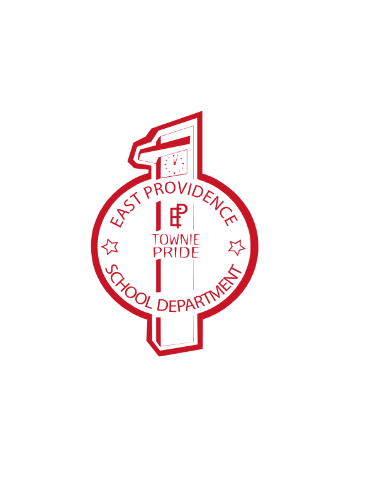 EAST PROVIDENCE
EP
TOWNIE
PRIDE
SCHOOL DEPARTMENT